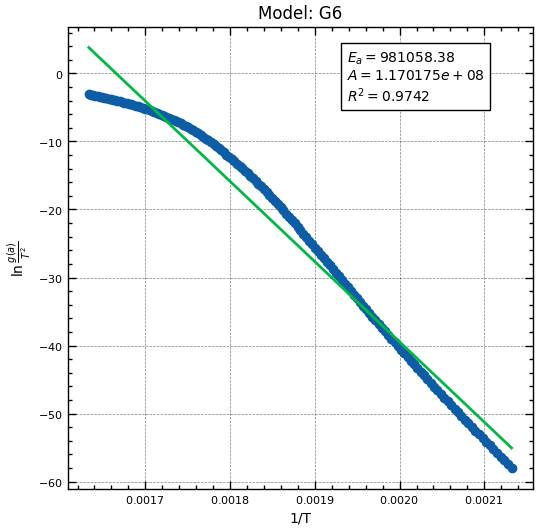 Model: G6
E_a = 981058.38
A = 1.170175e + 08
R^2 = 0.9742
0
−10
−20
−30
−40
−50
−60
ln g(a)/T^2
0.0017 0.0018 0.0019 0.0020 0.0021
1/T